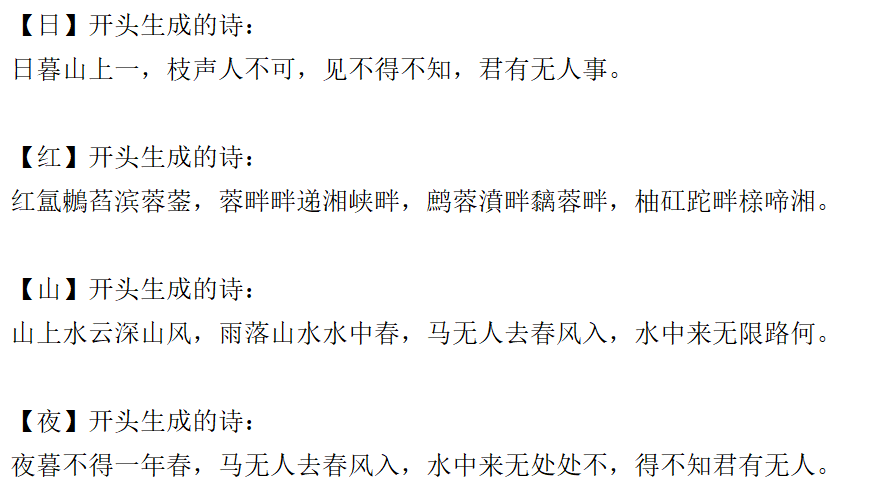 【日】开头生成的诗：
日暮山上一，枝声人不可，见不得不知，君有无人事。
【红】开头生成的诗：
红氲鶒萏滨蓉蓥，蓉畔畔递湘峡畔，鹧蓉濆畔黐蓉畔，柚矼跎畔榇啼湘。
【山】开头生成的诗：
山上水云深山风，雨落山水水中春，马无人去春风入，水中来无限路何。
【夜】开头生成的诗：
夜暮不得一年春，马无人去春风入，水中来无处处不，得不知君有无人。